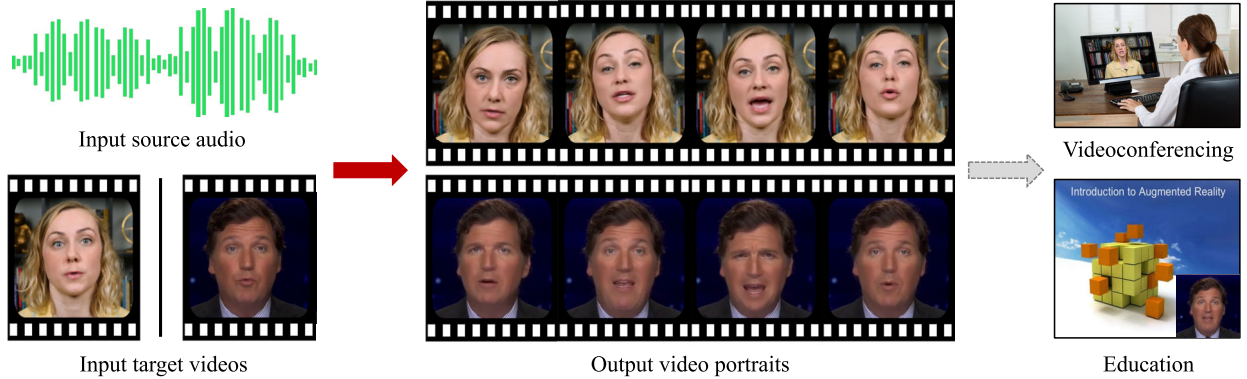 Input source audio
Input target videos
Output video portraits
Videoconferencing
Introduction to Augmented Reality
Education